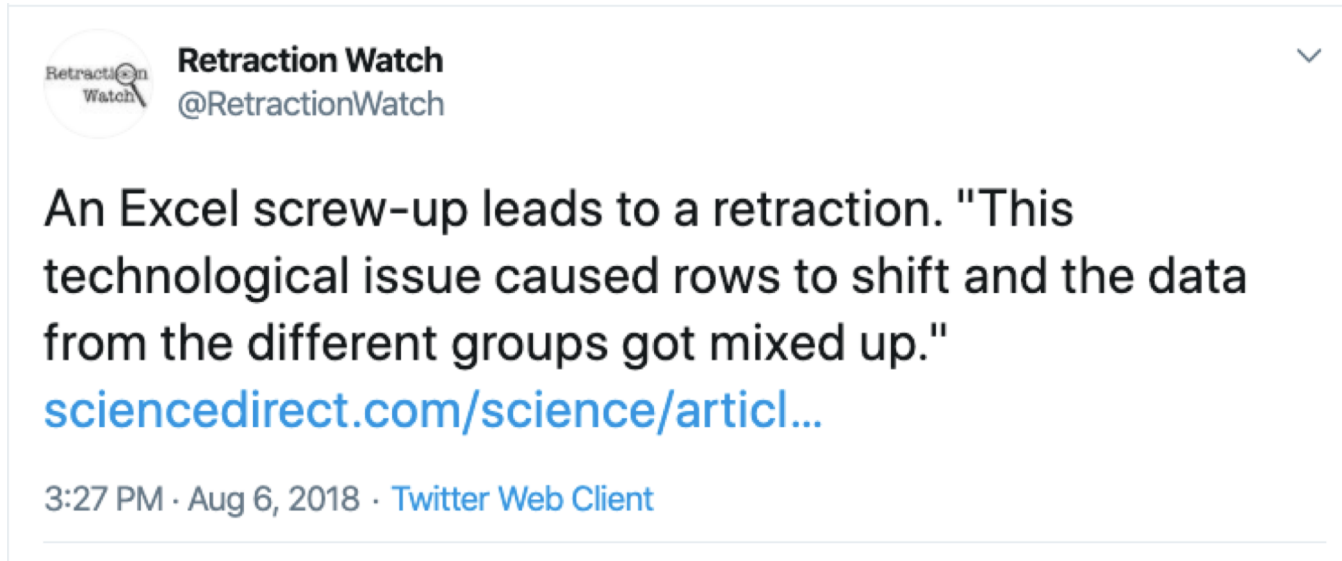 Retraction
Watch
Retraction Watch
@RetractionWatch
An Excel screw-up leads to a retraction. "This
technological issue caused rows to shift and the data
from the different groups got mixed up."
sciencedirect.com/science/articl...
3:27 PM · Aug 6, 2018 · Twitter Web Client